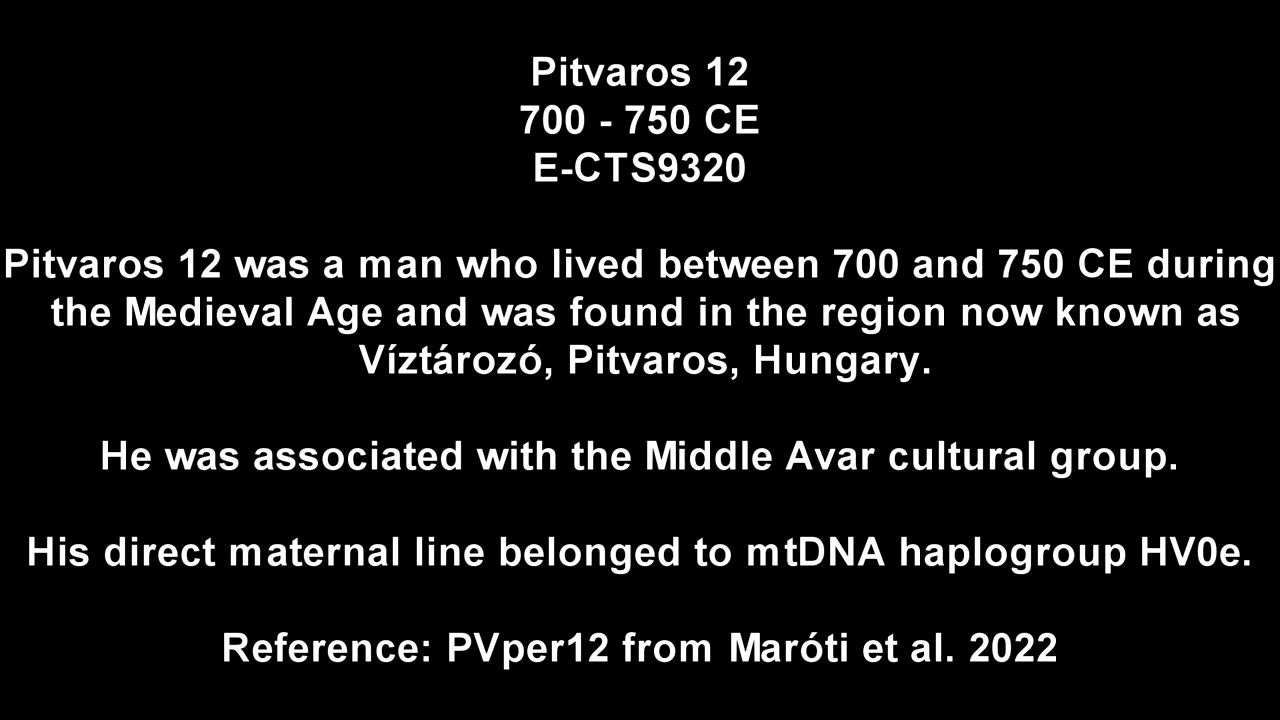 Pitvaros 12
700 - 750 CE
E-CTS9320
Pitvaros 12 was a man who lived between 700 and 750 CE during
the Medieval Age and was found in the region now known as
Víztározó, Pitvaros, Hungary.
He was associated with the Middle Avar cultural group.
His direct maternal line belonged to mtDNA haplogroup HV0e.
Reference: PVper12 from Maróti et al. 2022